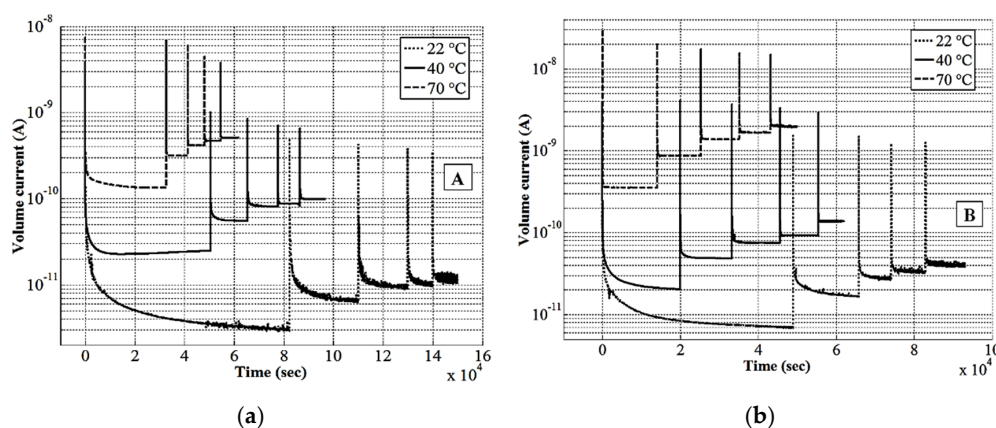 10⁻⁸
10⁻⁹
10⁻¹⁰
10⁻¹¹
Volume current (A)
22 °C
40 °C
70 °C
A
0 2 4 6 8 10 12 14 16
Time (sec)
x 10⁴
(a)
10⁻⁸
10⁻⁹
10⁻¹⁰
10⁻¹¹
Volume current (A)
22 °C
40 °C
70 °C
B
0 2 4 6 8 10
Time (sec)
x 10⁴
(b)